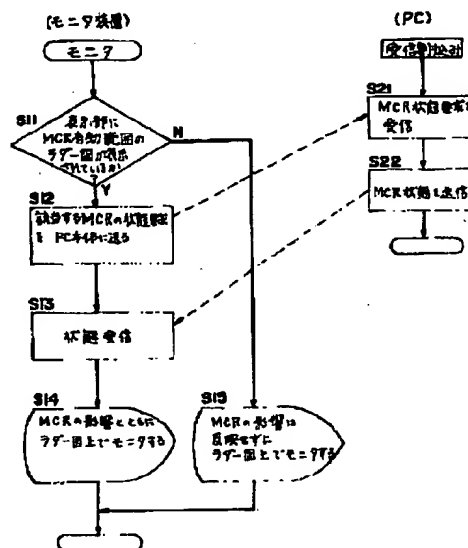 (モニタ装置)
モニタ
S11
表示部に
MCR有効範囲の
ラダー図が表示
されているか
?
N
Y
S12
該当するMCRの状態要求
を PC本体に送る
S13
状態受信
S14
MCRの影響とともに
ラダー図上でモニタする
S15
MCRの影響は
反映せずに
ラダー図上でモニタする
(PC)
受信割込み
S21
MCR状態要求を
受信
S22
MCR状態を送信